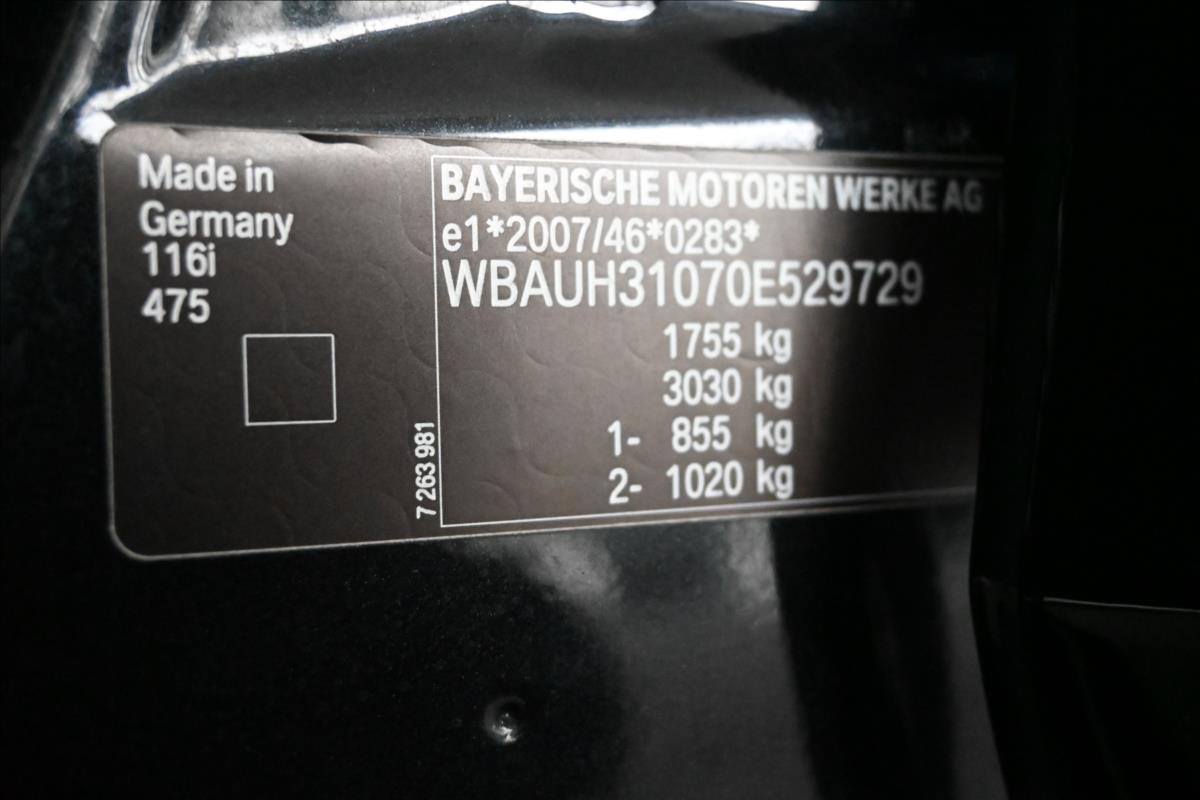 Made in
Germany
116i
475
7 263 981
BAYERISCHE MOTOREN WERKE AG
e1*2007/46*0283*
WBAUH31070E529729
1755 kg
3030 kg
1- 855 kg
2- 1020 kg